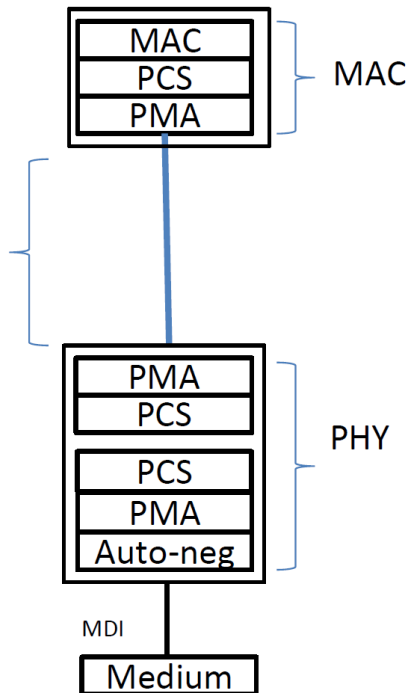 MAC
PCS
PMA
MAC
PMA
PCS
PCS
PMA
Auto-neg
PHY
MDI
Medium